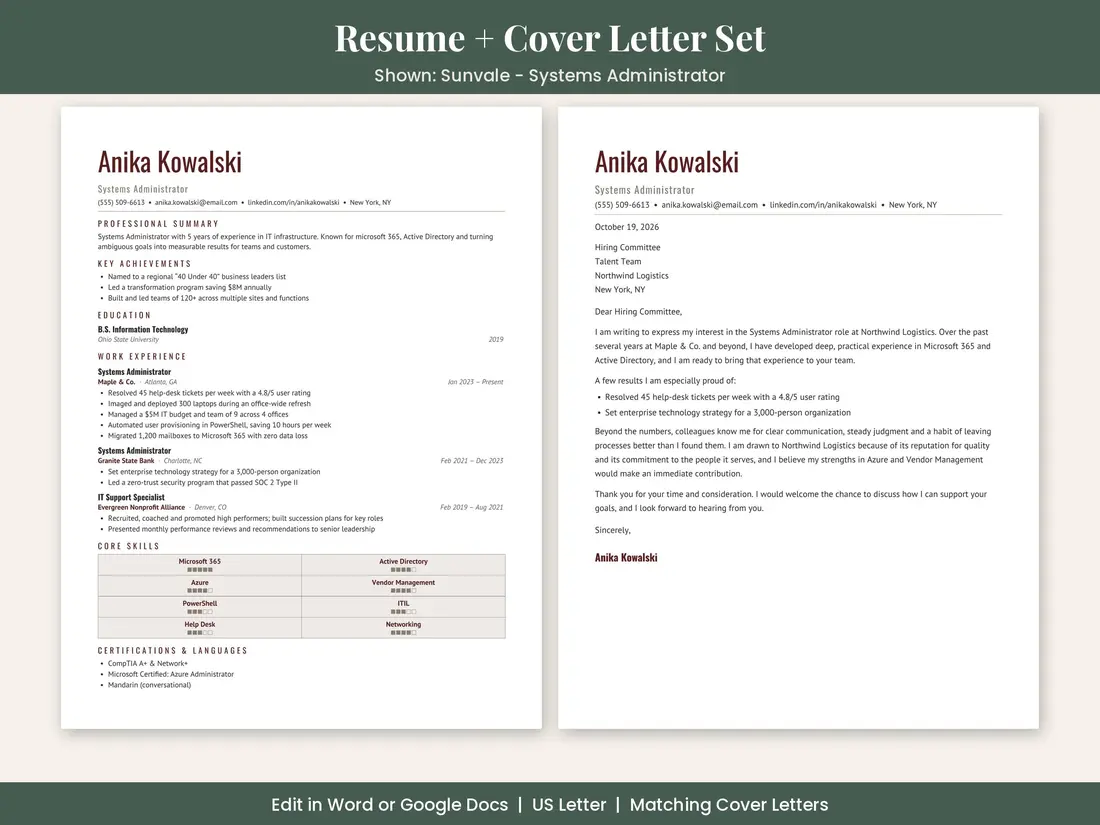 Resume + Cover Letter Set
Shown: Sunvale - Systems Administrator
Anika Kowalski
Systems Administrator
(555) 509-6613 • anika.kowalski@email.com • linkedin.com/in/anikakowalski • New York, NY
PROFESSIONAL SUMMARY
Systems Administrator with 5 years of experience in IT infrastructure. Known for microsoft 365, Active Directory and turning
ambiguous goals into measurable results for teams and customers.
KEY ACHIEVEMENTS
• Named to a regional "40 Under 40" business leaders list
• Led a transformation program saving $8M annually
• Built and led teams of 120+ across multiple sites and functions
EDUCATION
B.S. Information Technology
Ohio State University 2019
WORK EXPERIENCE
Systems Administrator
Maple & Co. · Atlanta, GA Jan 2023 – Present
• Resolved 45 help-desk tickets per week with a 4.8/5 user rating
• Imaged and deployed 300 laptops during an office-wide refresh
• Managed a $5M IT budget and team of 9 across 4 offices
• Automated user provisioning in PowerShell, saving 10 hours per week
• Migrated 1,200 mailboxes to Microsoft 365 with zero data loss
Systems Administrator
Granite State Bank · Charlotte, NC Feb 2021 – Dec 2023
• Set enterprise technology strategy for a 3,000-person organization
• Led a zero-trust security program that passed SOC 2 Type II
IT Support Specialist
Evergreen Nonprofit Alliance · Denver, CO Feb 2019 – Aug 2021
• Recruited, coached and promoted high performers; built succession plans for key roles
• Presented monthly performance reviews and recommendations to senior leadership
CORE SKILLS
Microsoft 365 Active Directory
Azure Vendor Management
PowerShell ITIL
Help Desk Networking
CERTIFICATIONS & LANGUAGES
• CompTIA A+ & Network+
• Microsoft Certified: Azure Administrator
• Mandarin (conversational)
Anika Kowalski
Systems Administrator
(555) 509-6613 • anika.kowalski@email.com • linkedin.com/in/anikakowalski • New York, NY
October 19, 2026
Hiring Committee
Talent Team
Northwind Logistics
New York, NY
Dear Hiring Committee,
I am writing to express my interest in the Systems Administrator role at Northwind Logistics. Over the past
several years at Maple & Co. and beyond, I have developed deep, practical experience in Microsoft 365 and
Active Directory, and I am ready to bring that experience to your team.
A few results I am especially proud of:
• Resolved 45 help-desk tickets per week with a 4.8/5 user rating
• Set enterprise technology strategy for a 3,000-person organization
Beyond the numbers, colleagues know me for clear communication, steady judgment and a habit of leaving
processes better than I found them. I am drawn to Northwind Logistics because of its reputation for quality
and its commitment to the people it serves, and I believe my strengths in Azure and Vendor Management
would make an immediate contribution.
Thank you for your time and consideration. I would welcome the chance to discuss how I can support your
goals, and I look forward to hearing from you.
Sincerely,
Anika Kowalski
Edit in Word or Google Docs | US Letter | Matching Cover Letters